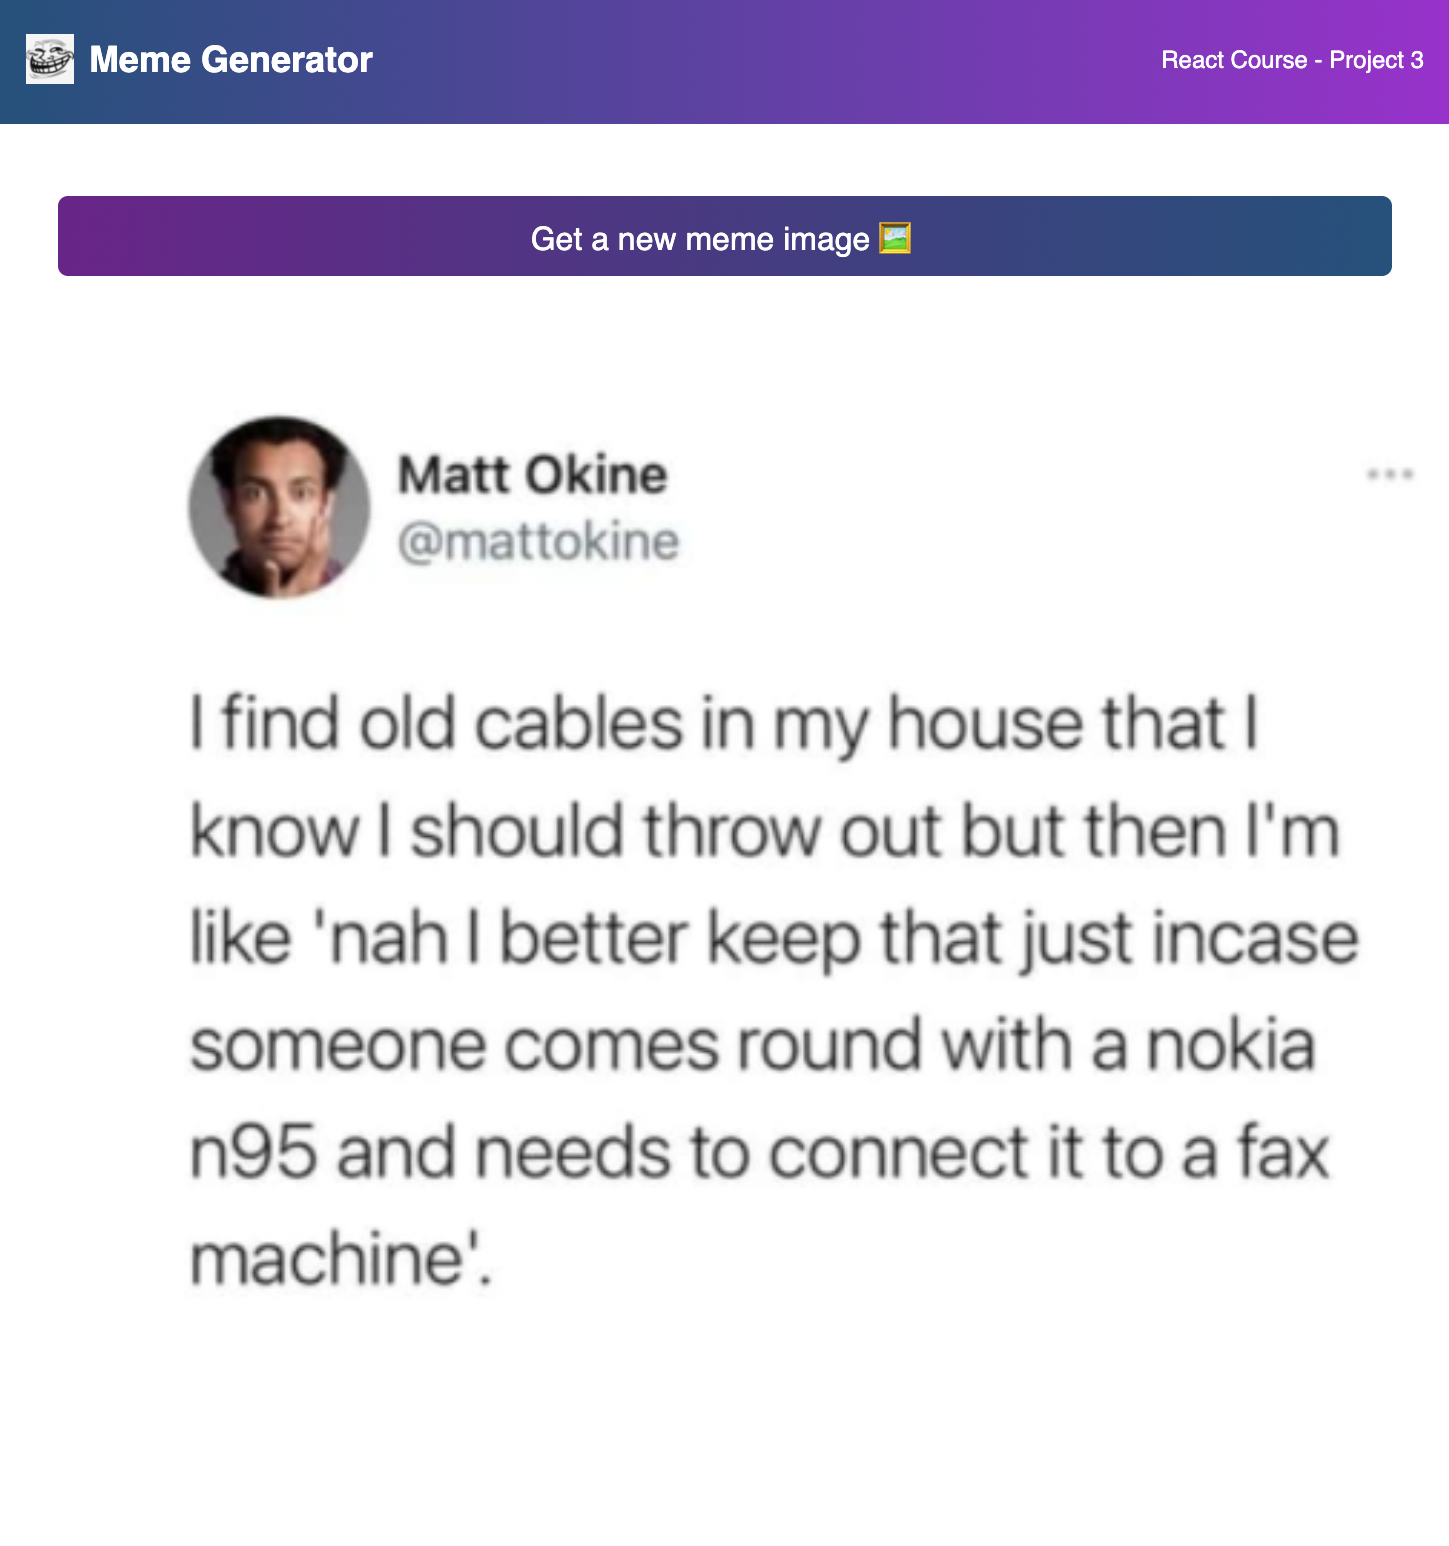 Meme Generator
React Course - Project 3
Get a new meme image 🖼️
Matt Okine
@mattokine
I find old cables in my house that I
know I should throw out but then I'm
like 'nah I better keep that just incase
someone comes round with a nokia
n95 and needs to connect it to a fax
machine'.